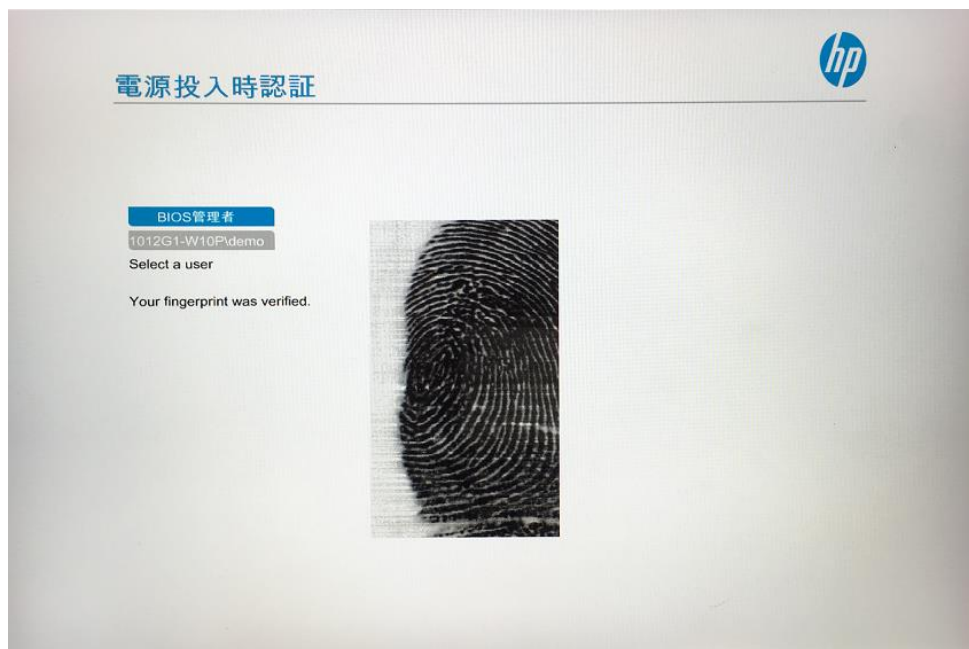 電源投入時認証
hp
BIOS管理者
1012G1-W10P\demo
Select a user
Your fingerprint was verified.